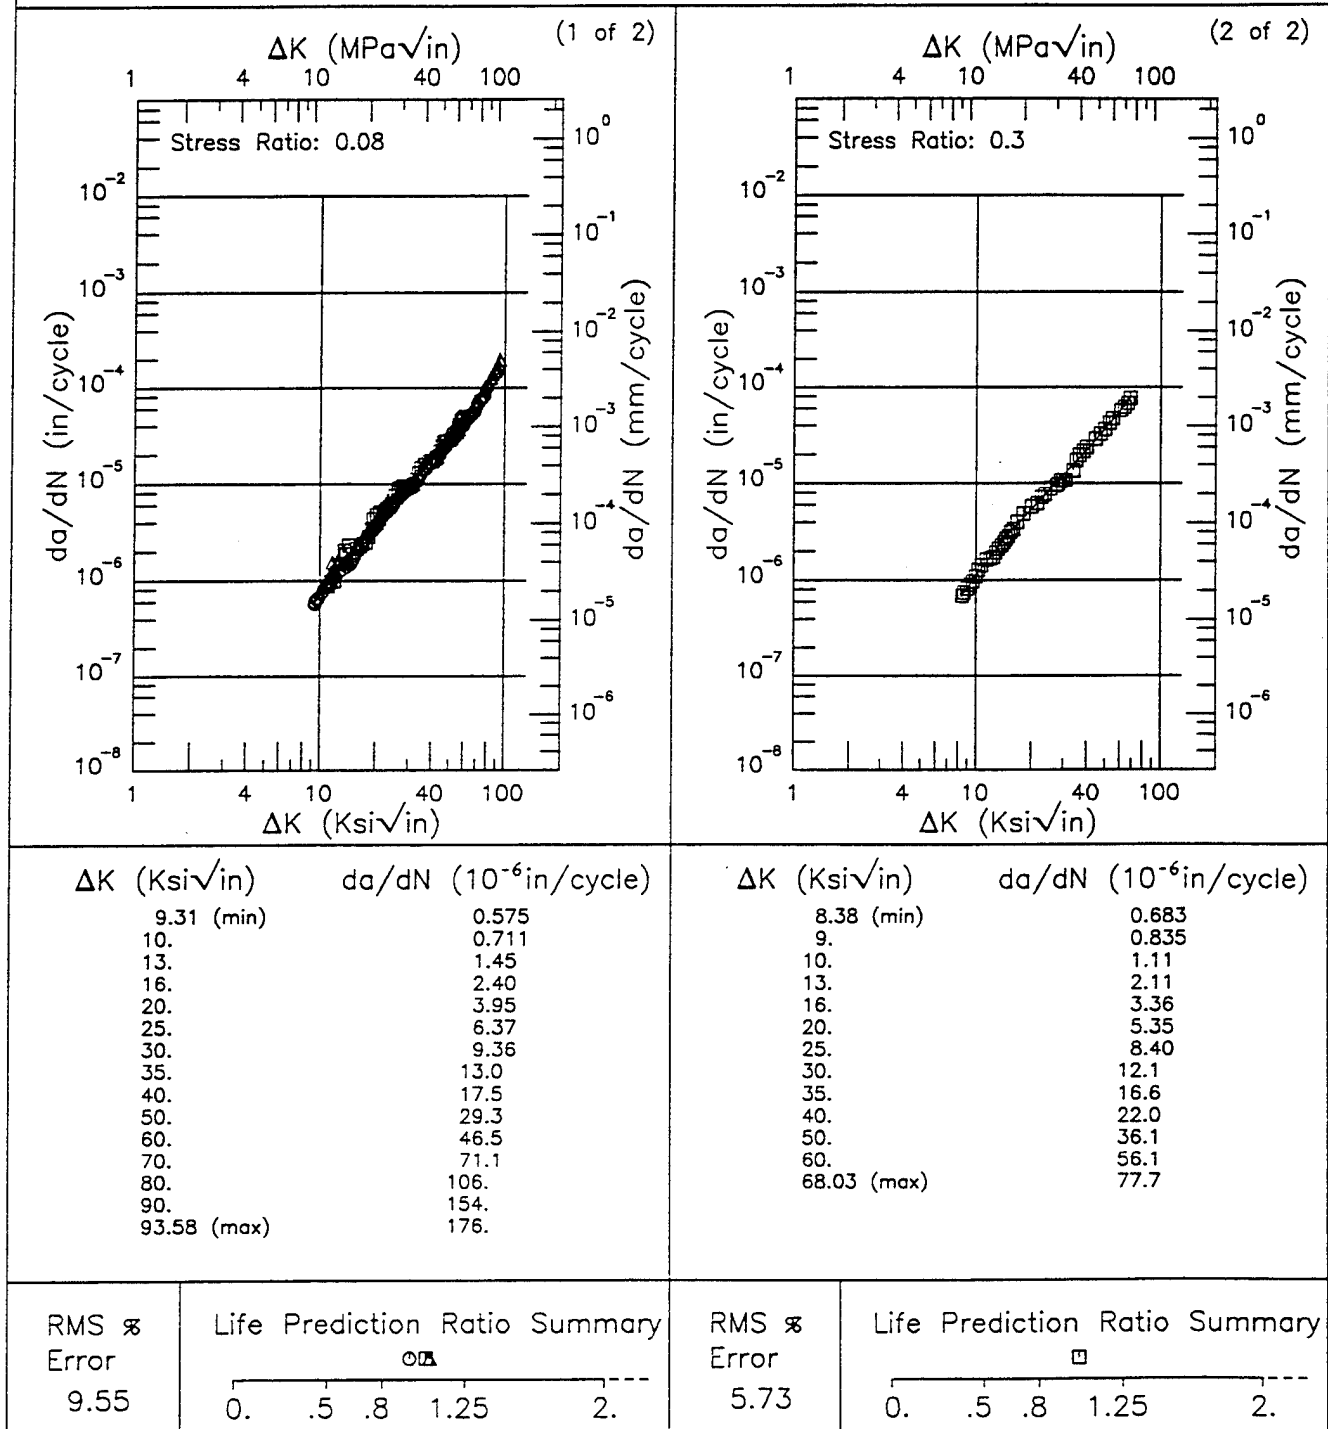 (1 of 2)
ΔK (MPa√in)
1 4 10 40 100
Stress Ratio: 0.08
10⁰
10⁻²
10⁻¹
10⁻³
10⁻²
10⁻⁴
10⁻³
10⁻⁵
10⁻⁴
10⁻⁶
10⁻⁵
10⁻⁷
10⁻⁶
10⁻⁸
da/dN (in/cycle)
da/dN (mm/cycle)
1 4 10 40 100
ΔK (Ksi√in)
(2 of 2)
ΔK (MPa√in)
1 4 10 40 100
Stress Ratio: 0.3
10⁰
10⁻²
10⁻¹
10⁻³
10⁻²
10⁻⁴
10⁻³
10⁻⁵
10⁻⁴
10⁻⁶
10⁻⁵
10⁻⁷
10⁻⁶
10⁻⁸
da/dN (in/cycle)
da/dN (mm/cycle)
1 4 10 40 100
ΔK (Ksi√in)
ΔK (Ksi√in) da/dN (10⁻⁶in/cycle)
9.31 (min) 0.575
10. 0.711
13. 1.45
16. 2.40
20. 3.95
25. 6.37
30. 9.36
35. 13.0
40. 17.5
50. 29.3
60. 46.5
70. 71.1
80. 106.
90. 154.
93.58 (max) 176.
ΔK (Ksi√in) da/dN (10⁻⁶in/cycle)
8.38 (min) 0.683
9. 0.835
10. 1.11
13. 2.11
16. 3.36
20. 5.35
25. 8.40
30. 12.1
35. 16.6
40. 22.0
50. 36.1
60. 56.1
68.03 (max) 77.7
RMS %
Error
9.55
Life Prediction Ratio Summary
0. .5 .8 1.25 2.
RMS %
Error
5.73
Life Prediction Ratio Summary
0. .5 .8 1.25 2.